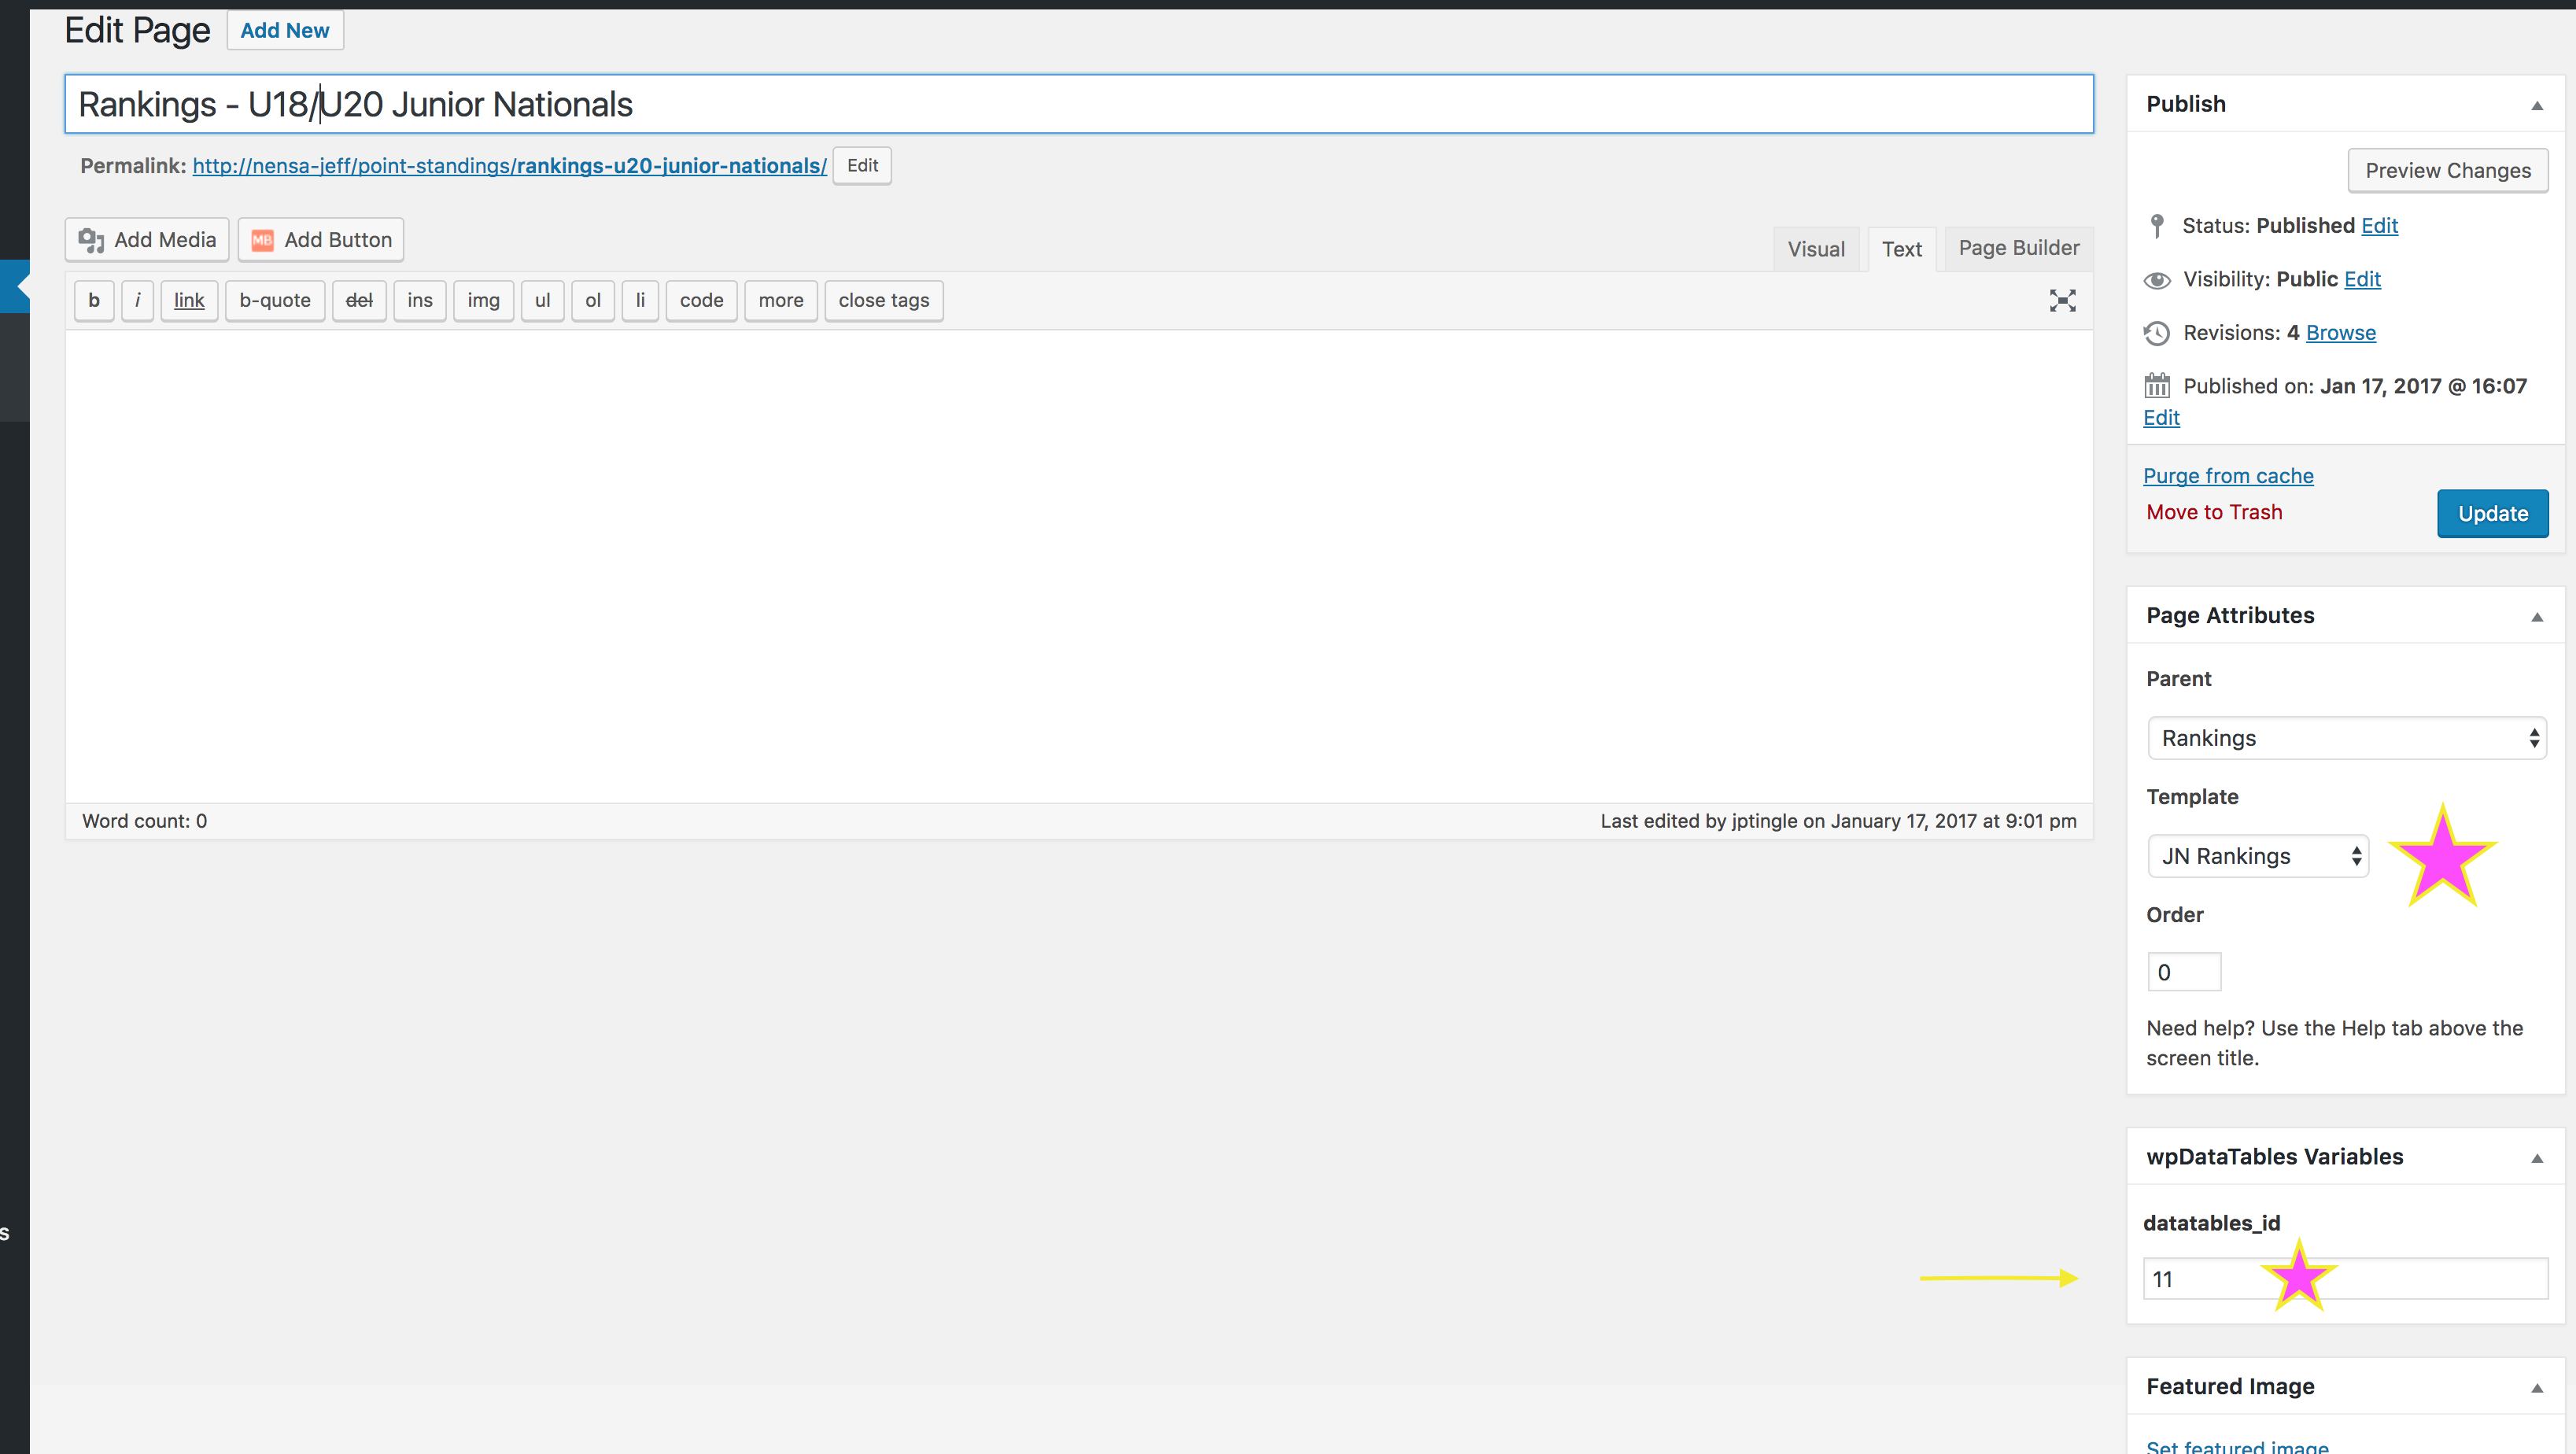 Edit Page Add New
Rankings - U18/U20 Junior Nationals
Permalink: http://nensa-jeff/point-standings/rankings-u20-junior-nationals/ Edit
Add Media MB Add Button
Visual Text Page Builder
b i link b-quote del ins img ul ol li code more close tags
Word count: 0 Last edited by jptingle on January 17, 2017 at 9:01 pm
s
Publish
Preview Changes
Status: Published Edit
Visibility: Public Edit
Revisions: 4 Browse
Published on: Jan 17, 2017 @ 16:07
Edit
Purge from cache
Move to Trash
Update
Page Attributes
Parent
Rankings
Template
JN Rankings
Order
0
Need help? Use the Help tab above the
screen title.
wpDataTables Variables
datatables_id
11
Featured Image
Set featured image